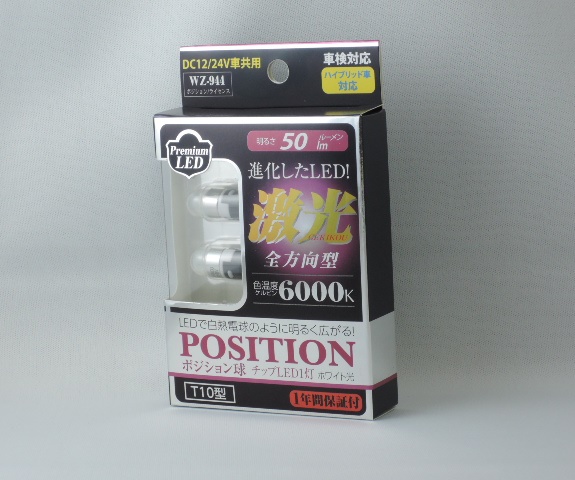 DC12/24V車共用
車検対応
WZ-944
ポジション/ライセンス
ハイブリッド車
対応
Premium
LED
明るさ 50 ルーメン lm
進化したLED!
激光
GEKIKOU
全方向型
色温度 ケルビン 6000K
LEDで白熱電球のように明るく広がる!
POSITION
ポジション球 チップLED1灯 ホワイト光
T10型
1年間保証付